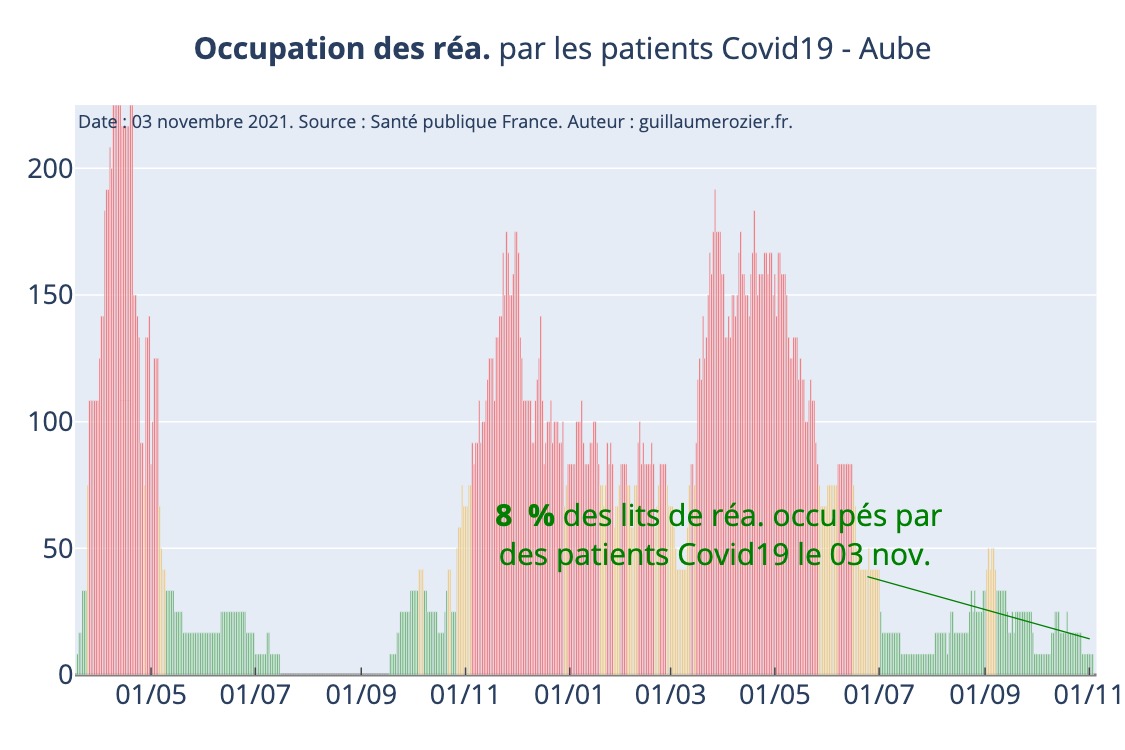 Occupation des réa. par les patients Covid19 - Aube
Date : 03 novembre 2021. Source : Santé publique France. Auteur : guillaumerozier.fr.
200
150
100
50
0
8 % des lits de réa. occupés par
des patients Covid19 le 03 nov.
01/05 01/07 01/09 01/11 01/01 01/03 01/05 01/07 01/09 01/11